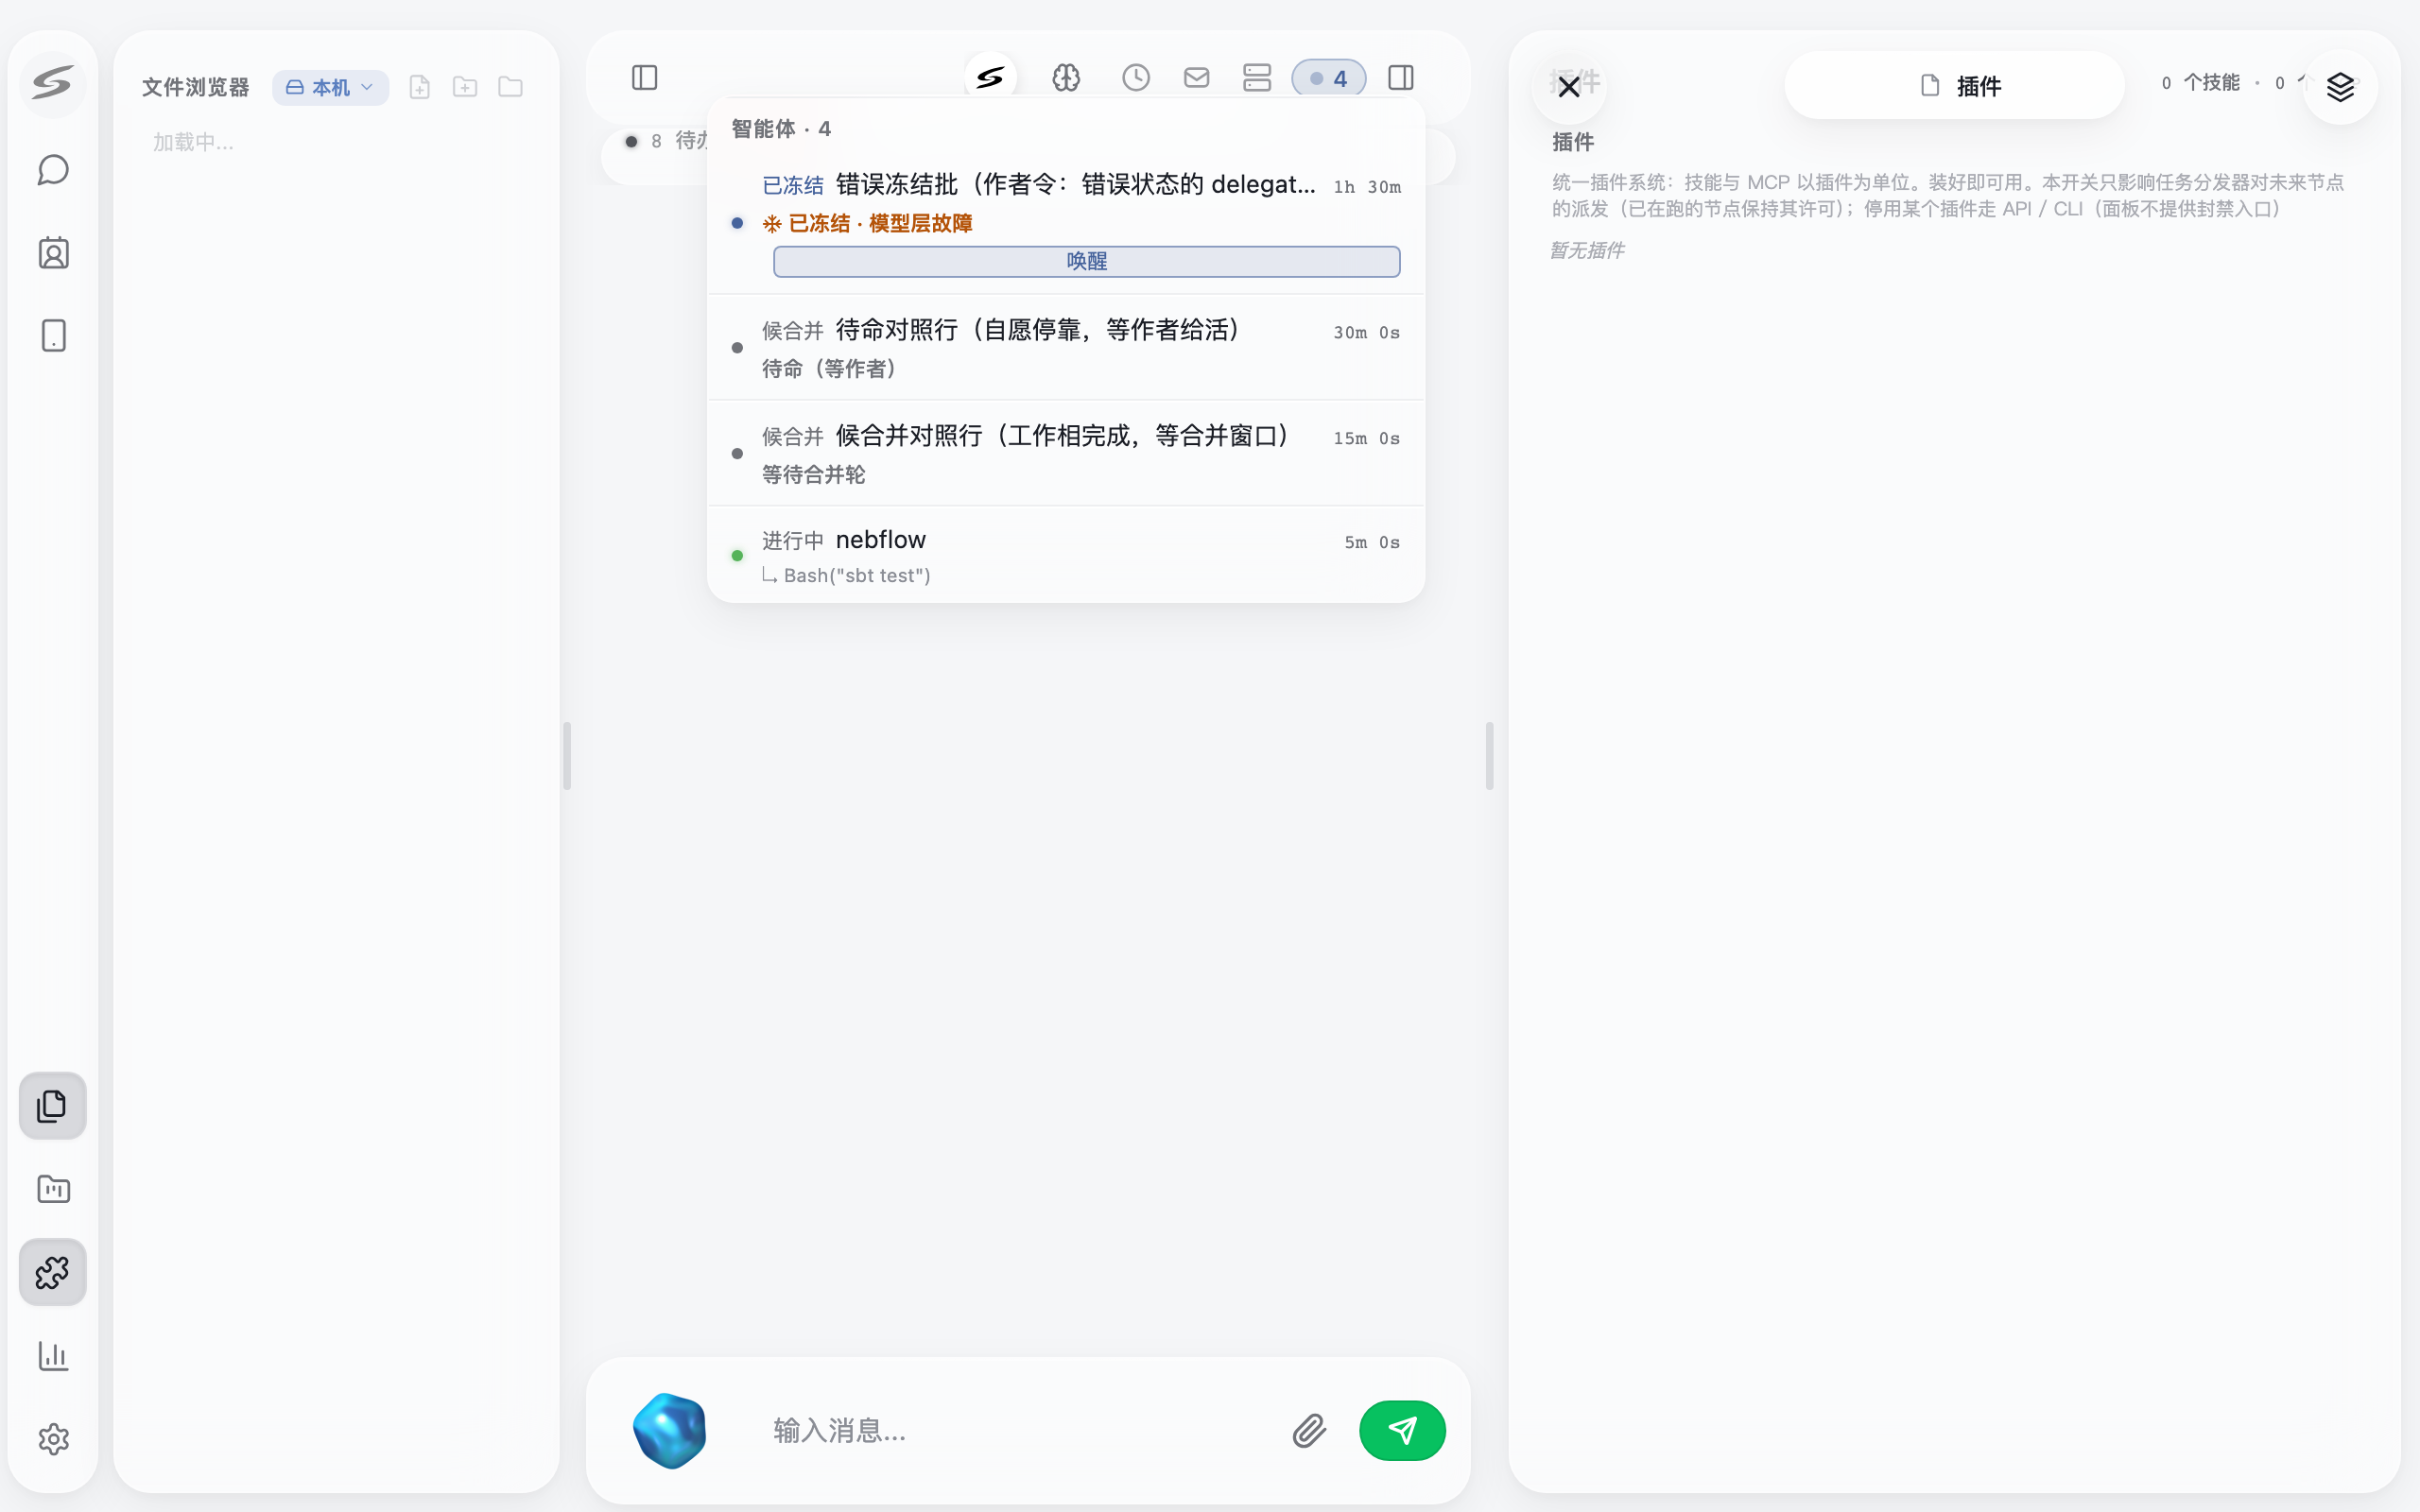 文件浏览器
本机
加载中...
4
8 待办
智能体 · 4
已冻结 错误冻结批（作者令：错误状态的 delegat... 1h 30m
已冻结 · 模型层故障
唤醒
候合并 待命对照行（自愿停靠，等作者给活） 30m 0s
待命（等作者）
候合并 候合并对照行（工作相完成，等合并窗口） 15m 0s
等待合并轮
进行中 nebflow 5m 0s
Bash("sbt test")
输入消息...
插件
插件
0 个技能 · 0 个
插件
统一插件系统：技能与 MCP 以插件为单位。装好即可用。本开关只影响任务分发器对未来节点
的派发（已在跑的节点保持其许可）；停用某个插件走 API / CLI（面板不提供封禁入口）
暂无插件